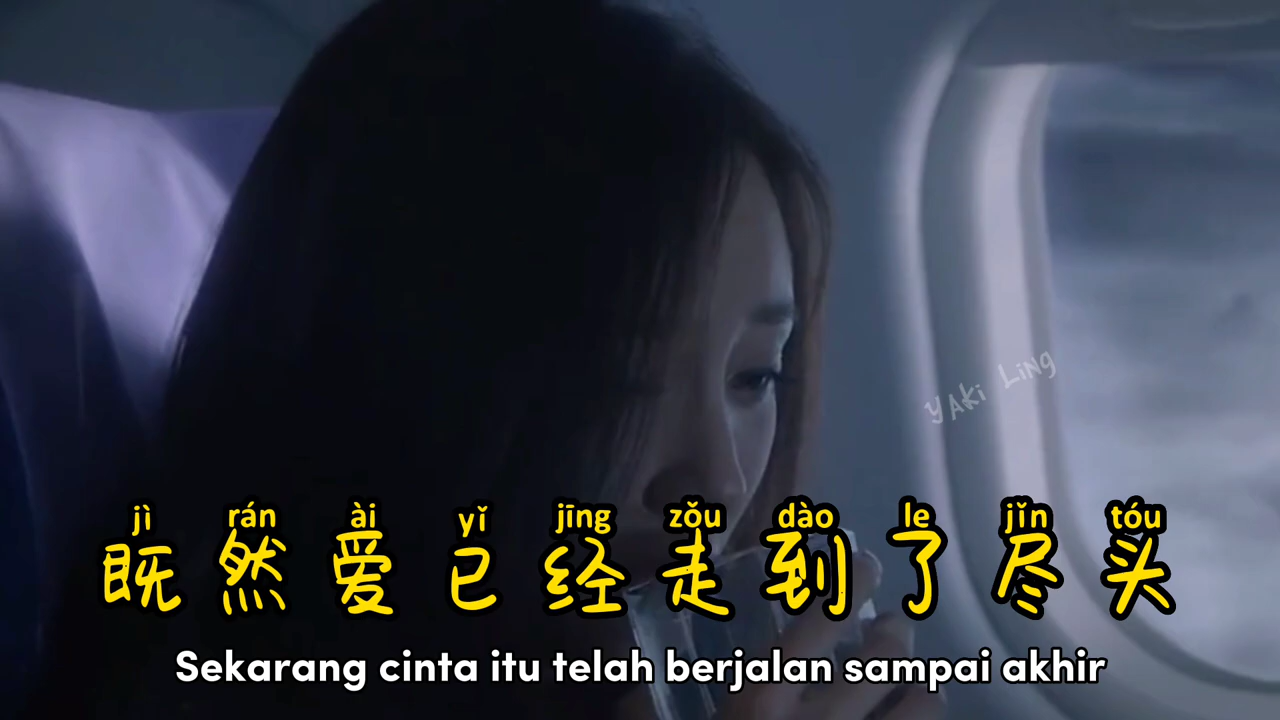 YAKi LiNg
jì rán ài yǐ jīng zǒu dào le jǐn tóu
既然爱已经走到了尽头
Sekarang cinta itu telah berjalan sampai akhir